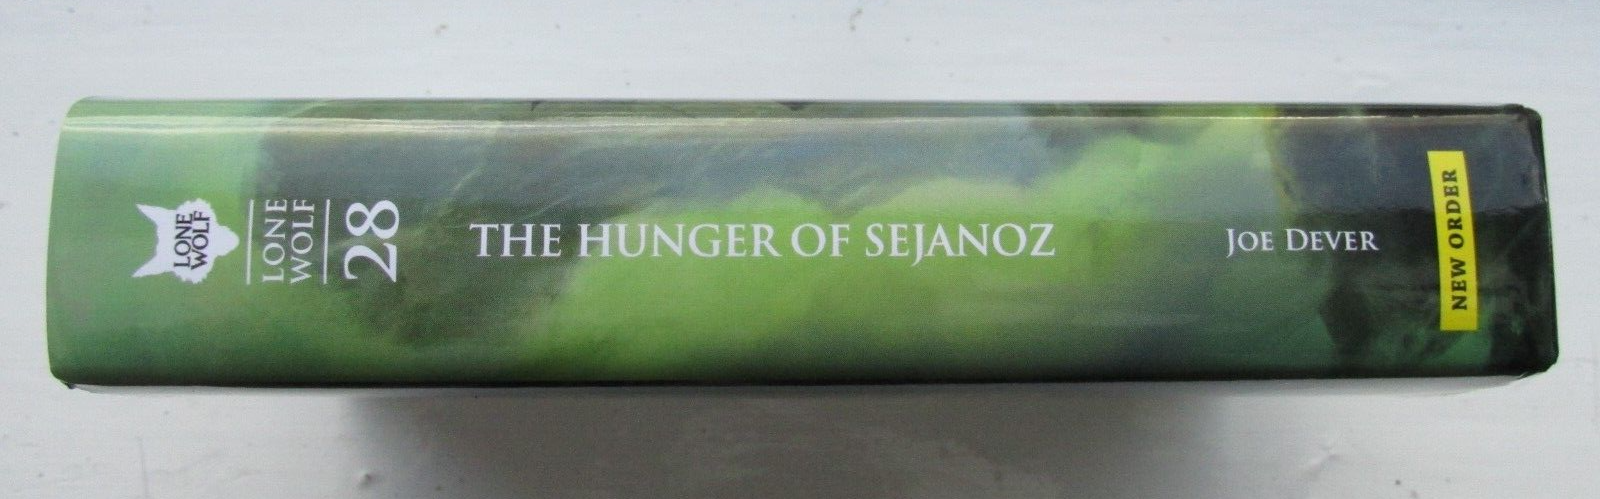 LONE
WOLF
LONE
WOLF
28
THE HUNGER OF SEJANOZ
JOE DEVER
NEW ORDER